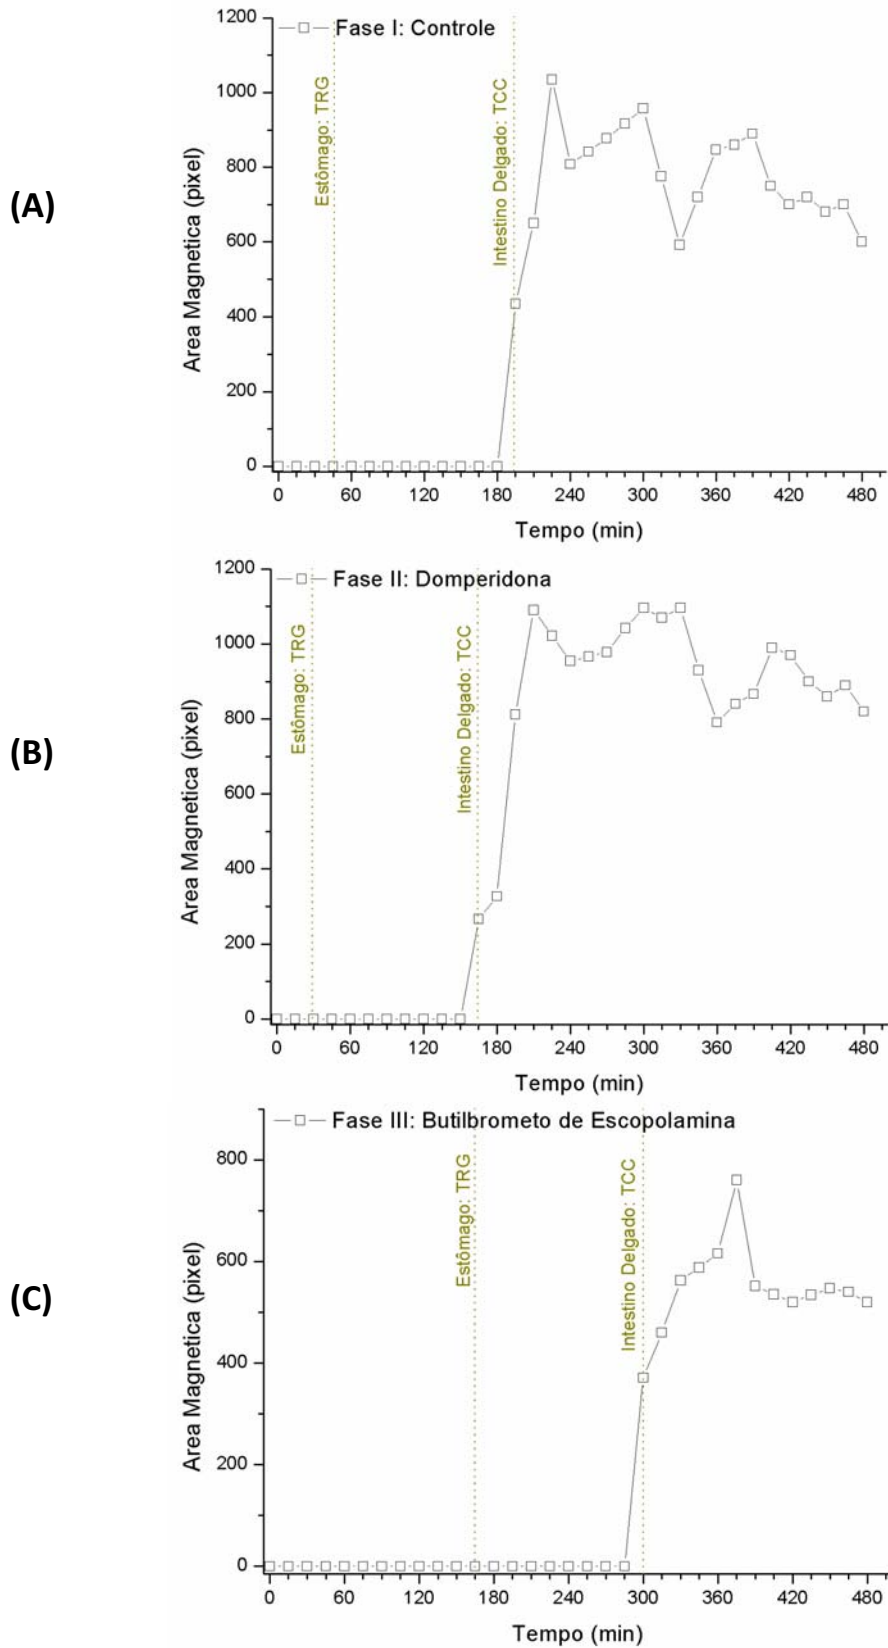 (A)
Fase I: Controle
Estômago: TRG
Intestino Delgado: TCC
Area Magnetica (pixel)
1200
1000
800
600
400
200
0
0 60 120 180 240 300 360 420 480
Tempo (min)
(B)
Fase II: Domperidona
Estômago: TRG
Intestino Delgado: TCC
Area Magnetica (pixel)
1200
1000
800
600
400
200
0
0 60 120 180 240 300 360 420 480
Tempo (min)
(C)
Fase III: Butilbrometo de Escopolamina
Estômago: TRG
Intestino Delgado: TCC
Area Magnetica (pixel)
800
600
400
200
0
0 60 120 180 240 300 360 420 480
Tempo (min)